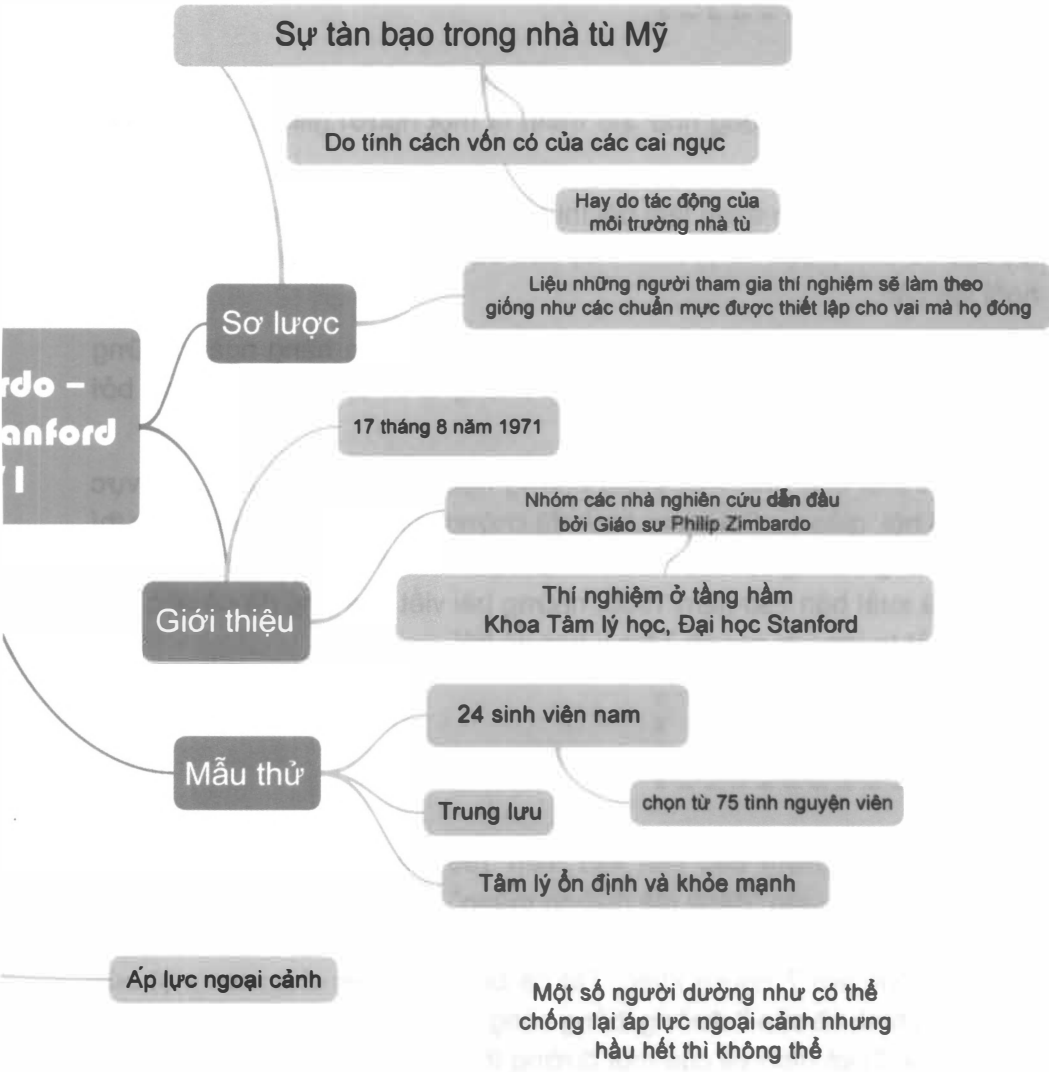 Sự tàn bạo trong nhà tù Mỹ
Do tính cách vốn có của các cai ngục
Hay do tác động của
môi trường nhà tù
Sơ lược
Liệu những người tham gia thí nghiệm sẽ làm theo
giống như các chuẩn mực được thiết lập cho vai mà họ đóng
rdo –
anford
17 tháng 8 năm 1971
Nhóm các nhà nghiên cứu dẫn đầu
bởi Giáo sư Philip Zimbardo
Giới thiệu
Thí nghiệm ở tầng hầm
Khoa Tâm lý học, Đại học Stanford
Mẫu thử
24 sinh viên nam
chọn từ 75 tình nguyện viên
Trung lưu
Tâm lý ổn định và khỏe mạnh
Áp lực ngoại cảnh
Một số người dường như có thể
chống lại áp lực ngoại cảnh nhưng
hầu hết thì không thể